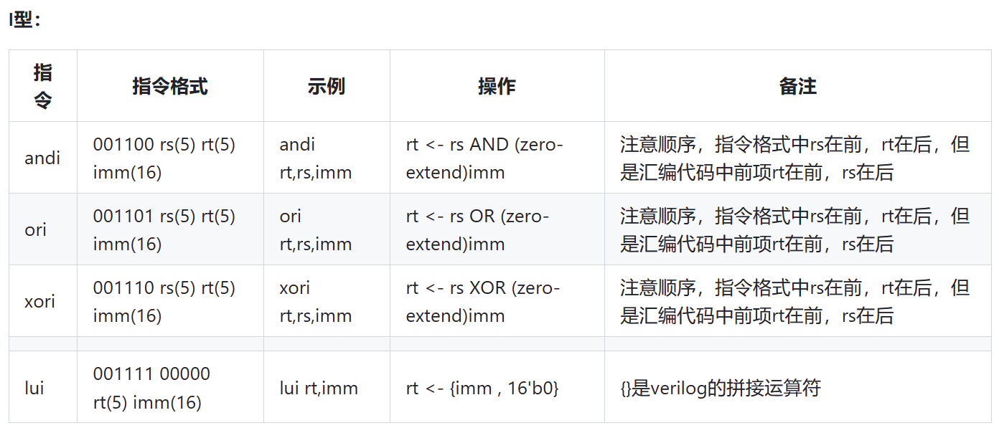 I型：
指令 指令格式 示例 操作 备注
andi 001100 rs(5) rt(5) imm(16) andi rt,rs,imm rt <- rs AND (zero-extend)imm 注意顺序，指令格式中rs在前，rt在后，但是汇编代码中前项rt在前，rs在后
ori 001101 rs(5) rt(5) imm(16) ori rt,rs,imm rt <- rs OR (zero-extend)imm 注意顺序，指令格式中rs在前，rt在后，但是汇编代码中前项rt在前，rs在后
xori 001110 rs(5) rt(5) imm(16) xori rt,rs,imm rt <- rs XOR (zero-extend)imm 注意顺序，指令格式中rs在前，rt在后，但是汇编代码中前项rt在前，rs在后
lui 001111 00000 rt(5) imm(16) lui rt,imm rt <- {imm , 16'b0} {}是verilog的拼接运算符